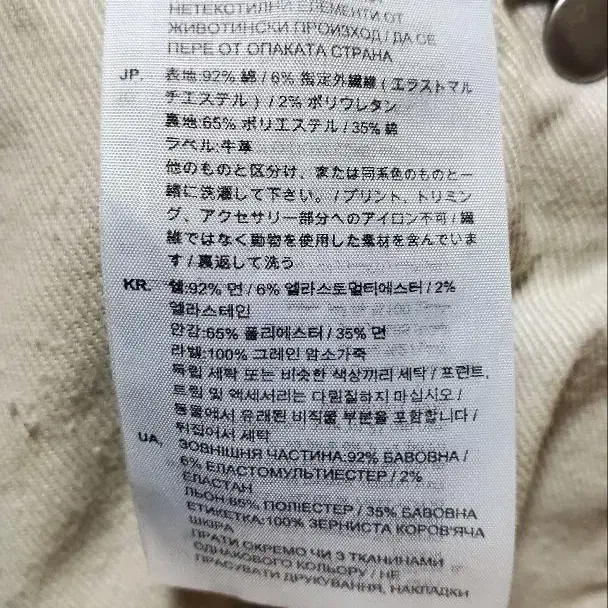 НЕТЕКСТИЛНИ ЕЛЕМЕНТИ ОТ
ЖИВОТИНСКИ ПРОИЗХОД / ДА СЕ
ПЕРЕ ОТ ОПАКАТА СТРАНА
JP. 表地:92% 綿 / 6% 指定外繊維 (エラストマル
チエステル) / 2% ポリウレタン
裏地:65% ポリエステル / 35% 綿
ラベル:牛革
他のものと区分け、または同系色のものと一
緒に洗濯して下さい。 / プリント、トリミン
グ、アクセサリー部分へのアイロン不可 / 繊
維ではなく動物を使用した素材を含んでいま
す / 裏返して洗う
KR. 쉘:92% 면 / 6% 엘라스토멀티에스터 / 2%
엘라스테인
안감:65% 폴리에스터 / 35% 면
라벨:100% 그레인 암소가죽
독립 세탁 또는 비슷한 색상끼리 세탁 / 프린트,
트림 및 액세서리는 다림질하지 마십시오 /
동물에서 유래된 비직물 부분을 포함합니다 /
뒤집어서 세탁
UA. ЗОВНІШНЯ ЧАСТИНА:92% БАВОВНА /
6% ЕЛАСТОМУЛЬТИЕСТЕР / 2%
ЕЛАСТАН
ЛЬОН:65% ПОЛІЕСТЕР / 35% БАВОВНА
ЕТИКЕТКА:100% ЗЕРНИСТА КОРОВ'ЯЧА
ШКІРА
ПРАТИ ОКРЕМО ЧИ З ТКАНИНАМИ
ОДНАКОВОГО КОЛЬОРУ / НЕ
ПРАСУВАТИ ДРУКУВАННЯ, НАКЛАДКИ